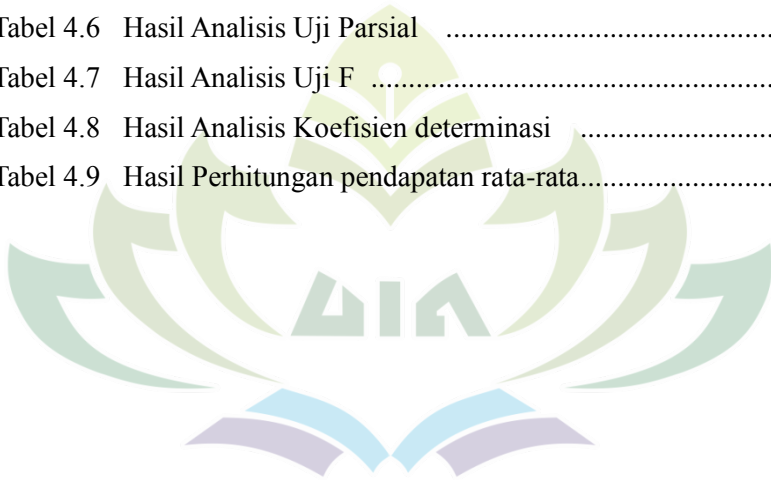 Tabel 4.6 Hasil Analisis Uji Parsial ................................................
Tabel 4.7 Hasil Analisis Uji F ............................................................
Tabel 4.8 Hasil Analisis Koefisien determinasi ............................
Tabel 4.9 Hasil Perhitungan pendapatan rata-rata............................
UIN